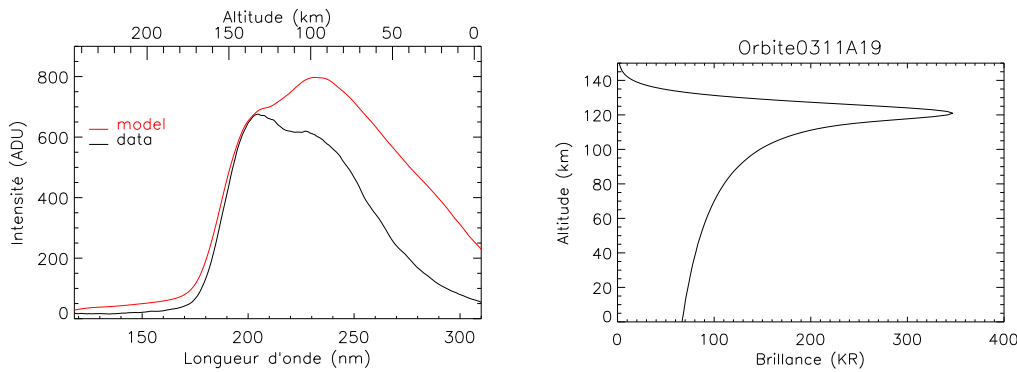 Altitude (km)
200 150 100 50 0
800
600
400
200
0
Intensité (ADU)
model
data
150 200 250 300
Longueur d'onde (nm)
Orbite0311A19
140
120
100
80
60
40
20
0
Altitude (km)
0 100 200 300 400
Brillance (KR)